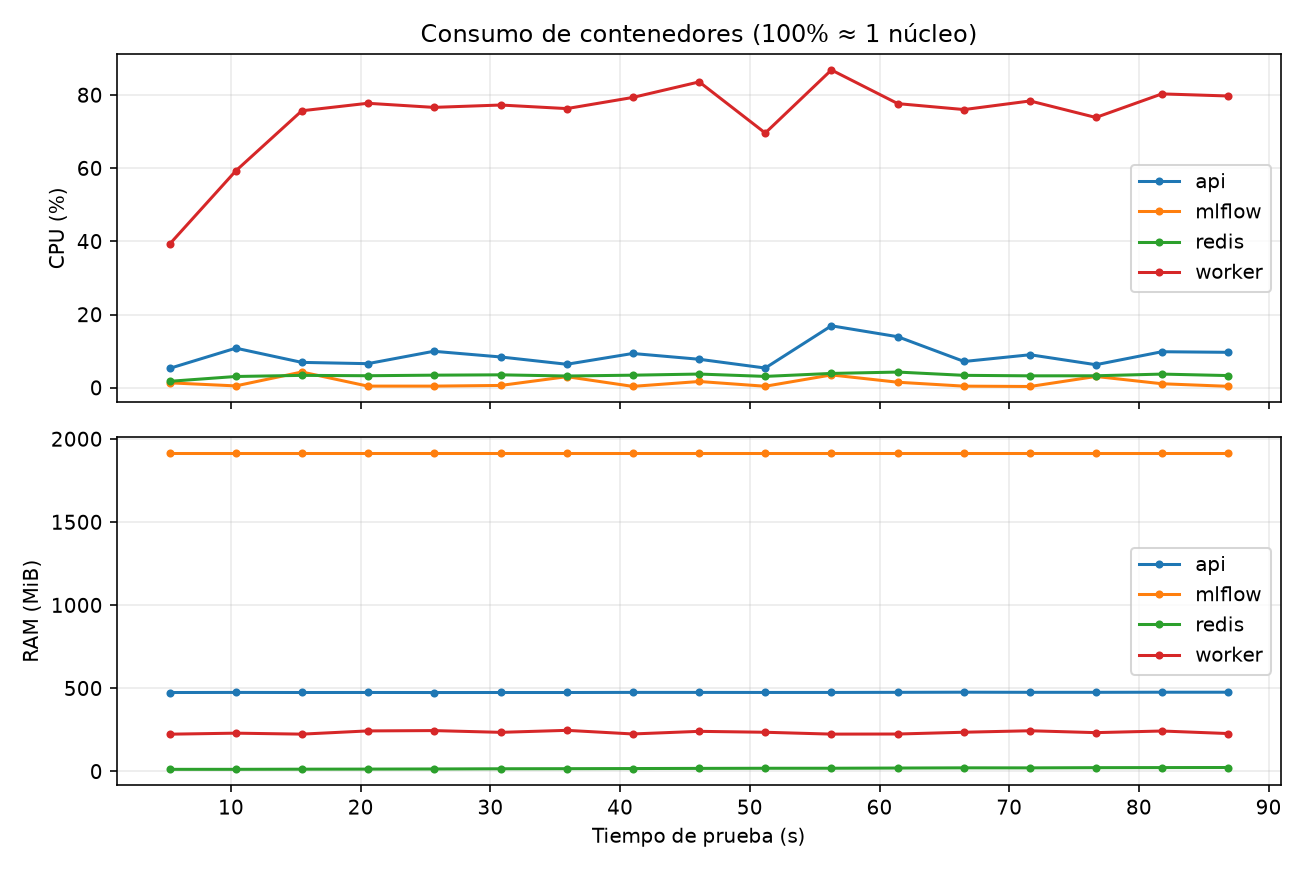 Consumo de contenedores (100% ≈ 1 núcleo)
80
60
40
20
0
CPU (%)
api
mlflow
redis
worker
2000
1500
1000
500
0
RAM (MiB)
api
mlflow
redis
worker
10 20 30 40 50 60 70 80 90
Tiempo de prueba (s)